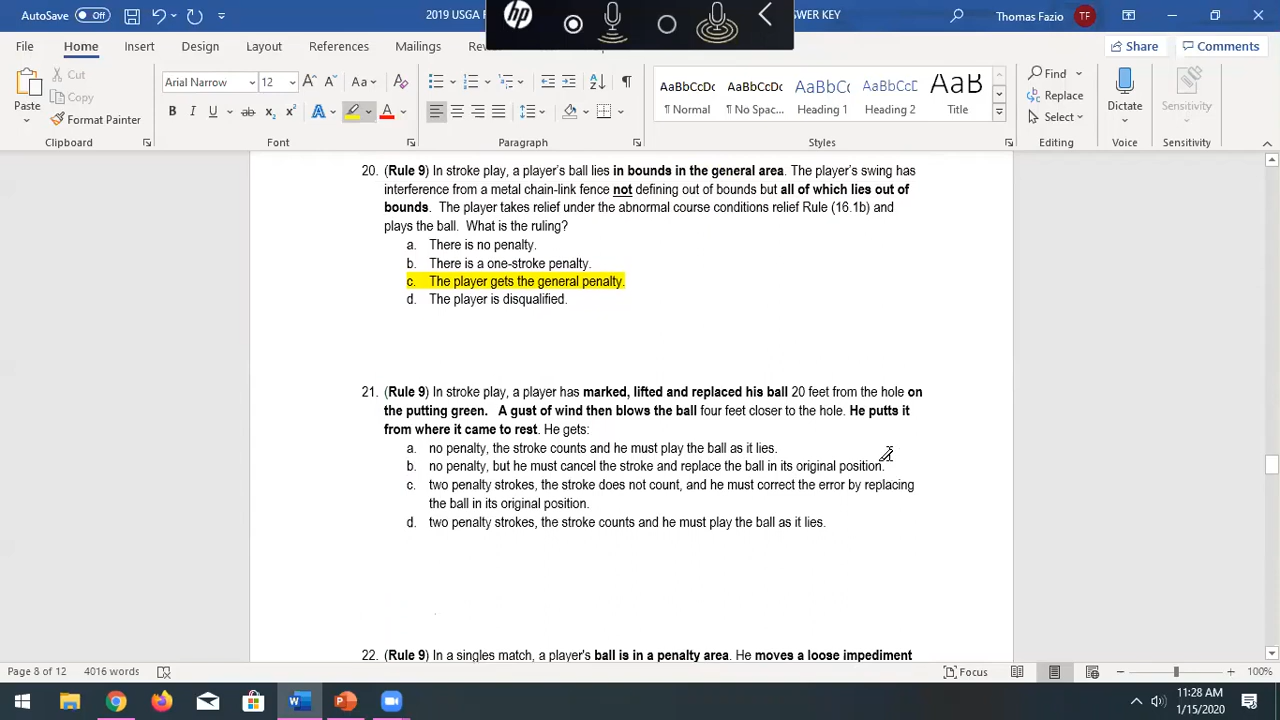 AutoSave Off 2019 USGA SWER KEY Thomas Fazio TF
File Home Insert Design Layout References Mailings Share Comments
Paste Cut Copy Format Painter Arial Narrow 12 AaBbCcDc AaBbCcDc AaBbCc AaBbCcD AaB Find Replace Select Dictate Sensitivity
¶ Normal ¶ No Spac... Heading 1 Heading 2 Title
Clipboard Font Paragraph Styles Editing Voice Sensitivity
20. (Rule 9) In stroke play, a player's ball lies in bounds in the general area. The player's swing has
interference from a metal chain-link fence not defining out of bounds but all of which lies out of
bounds. The player takes relief under the abnormal course conditions relief Rule (16.1b) and
plays the ball. What is the ruling?
a. There is no penalty.
b. There is a one-stroke penalty.
c. The player gets the general penalty.
d. The player is disqualified.
21. (Rule 9) In stroke play, a player has marked, lifted and replaced his ball 20 feet from the hole on
the putting green. A gust of wind then blows the ball four feet closer to the hole. He putts it
from where it came to rest. He gets:
a. no penalty, the stroke counts and he must play the ball as it lies.
b. no penalty, but he must cancel the stroke and replace the ball in its original position.
c. two penalty strokes, the stroke does not count, and he must correct the error by replacing
the ball in its original position.
d. two penalty strokes, the stroke counts and he must play the ball as it lies.
22. (Rule 9) In a singles match, a player's ball is in a penalty area. He moves a loose impediment
Page 8 of 12 4016 words Focus 100%
11:28 AM
1/15/2020